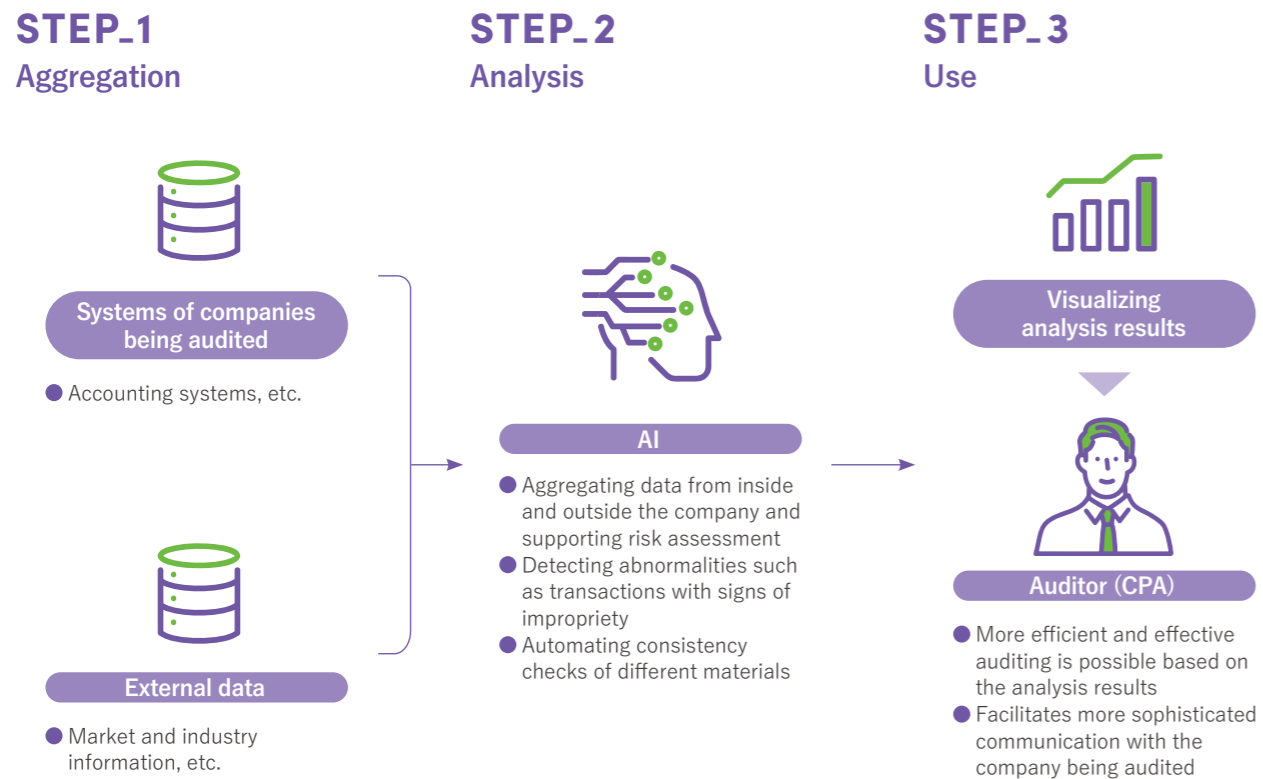 STEP_1
Aggregation
Systems of companies
being audited
● Accounting systems, etc.
External data
● Market and industry
information, etc.
STEP_2
Analysis
AI
● Aggregating data from inside
and outside the company and
supporting risk assessment
● Detecting abnormalities such
as transactions with signs of
impropriety
● Automating consistency
checks of different materials
STEP_3
Use
Visualizing
analysis results
Auditor (CPA)
● More efficient and effective
auditing is possible based on
the analysis results
● Facilitates more sophisticated
communication with the
company being audited